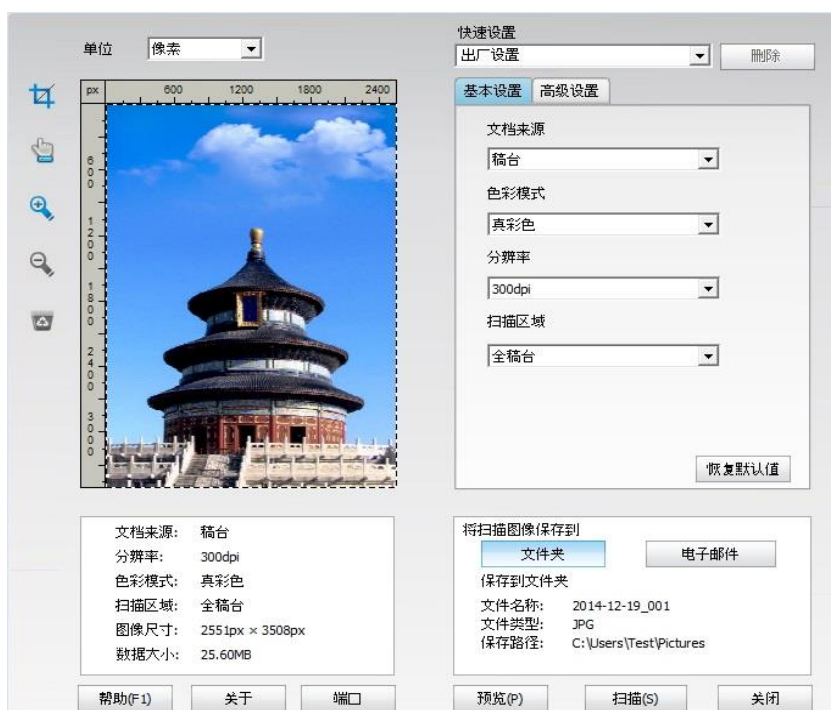 单位 像素
快速设置
出厂设置 删除
px 600 1200 1800 2400
600
1200
1800
2400
3000
基本设置 高级设置
文档来源
稿台
色彩模式
真彩色
分辨率
300dpi
扫描区域
全稿台
恢复默认值
文档来源: 稿台
分辨率: 300dpi
色彩模式: 真彩色
扫描区域: 全稿台
图像尺寸: 2551px × 3508px
数据大小: 25.60MB
将扫描图像保存到
文件夹 电子邮件
保存到文件夹
文件名称: 2014-12-19_001
文件类型: JPG
保存路径: C:\Users\Test\Pictures
帮助(F1) 关于 端口 预览(P) 扫描(S) 关闭